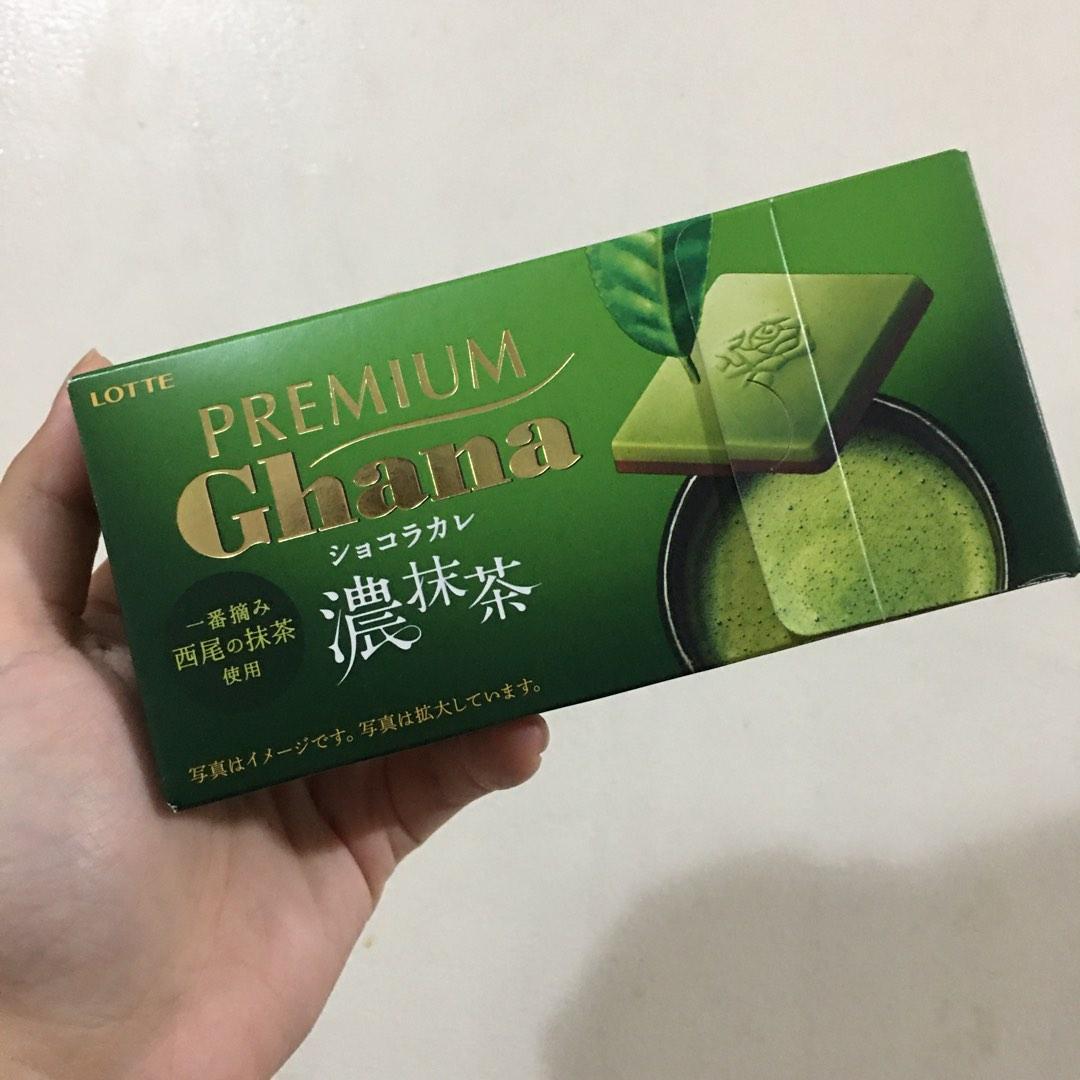 LOTTE
PREMIUM
Ghana
ショコラカレ
濃抹茶
一番摘み
西尾の抹茶
使用
写真はイメージです。写真は拡大しています。